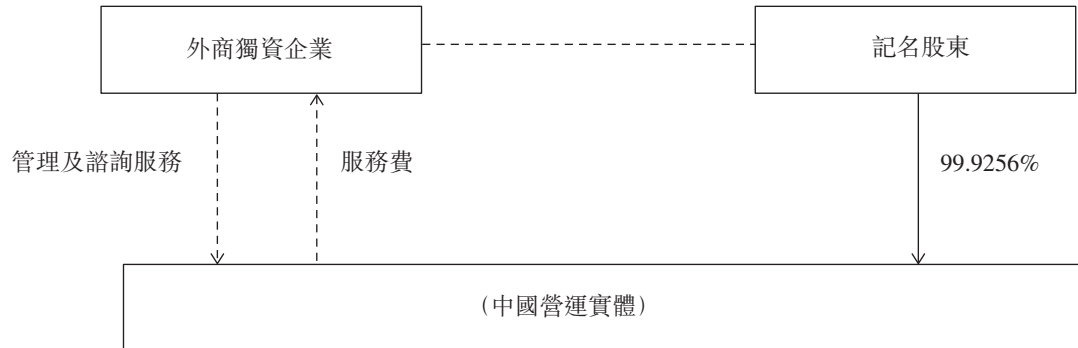 外商獨資企業
記名股東
管理及諮詢服務
服務費
99.9256%
(中國營運實體)